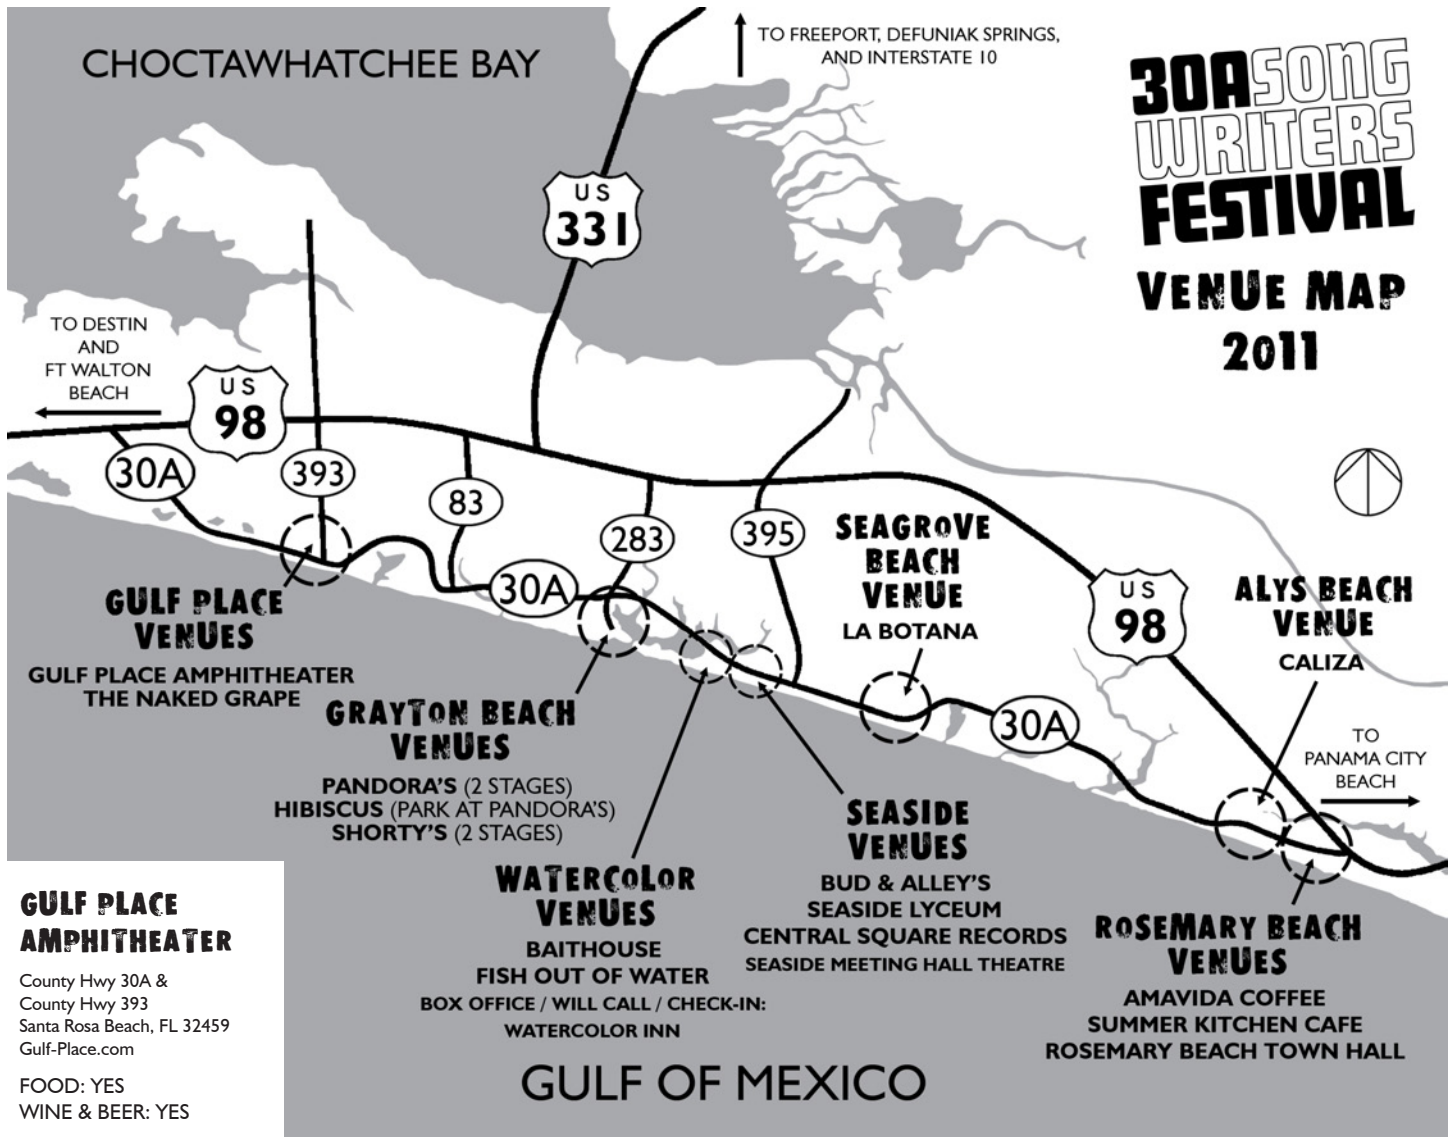 CHOCTAWHATCHEE BAY
TO FREEPORT, DEFUNIAK SPRINGS,
AND INTERSTATE 10
30A SONG
WRITERS
FESTIVAL
VENUE MAP
2011
US
331
TO DESTIN
AND
FT WALTON
BEACH
US
98
30A
393
83
283
395
30A
US
98
30A
SEAGROVE
BEACH
VENUE
LA BOTANA
ALYS BEACH
VENUE
CALIZA
TO
PANAMA CITY
BEACH
GULF PLACE
VENUES
GULF PLACE AMPHITHEATER
THE NAKED GRAPE
GRAYTON BEACH
VENUES
PANDORA'S (2 STAGES)
HIBISCUS (PARK AT PANDORA'S)
SHORTY'S (2 STAGES)
WATERCOLOR
VENUES
BAITHOUSE
FISH OUT OF WATER
BOX OFFICE / WILL CALL / CHECK-IN:
WATERCOLOR INN
SEASIDE
VENUES
BUD & ALLEY'S
SEASIDE LYCEUM
CENTRAL SQUARE RECORDS
SEASIDE MEETING HALL THEATRE
ROSEMARY BEACH
VENUES
AMAVIDA COFFEE
SUMMER KITCHEN CAFE
ROSEMARY BEACH TOWN HALL
GULF OF MEXICO
GULF PLACE
AMPHITHEATER
County Hwy 30A &
County Hwy 393
Santa Rosa Beach, FL 32459
Gulf-Place.com
FOOD: YES
WINE & BEER: YES